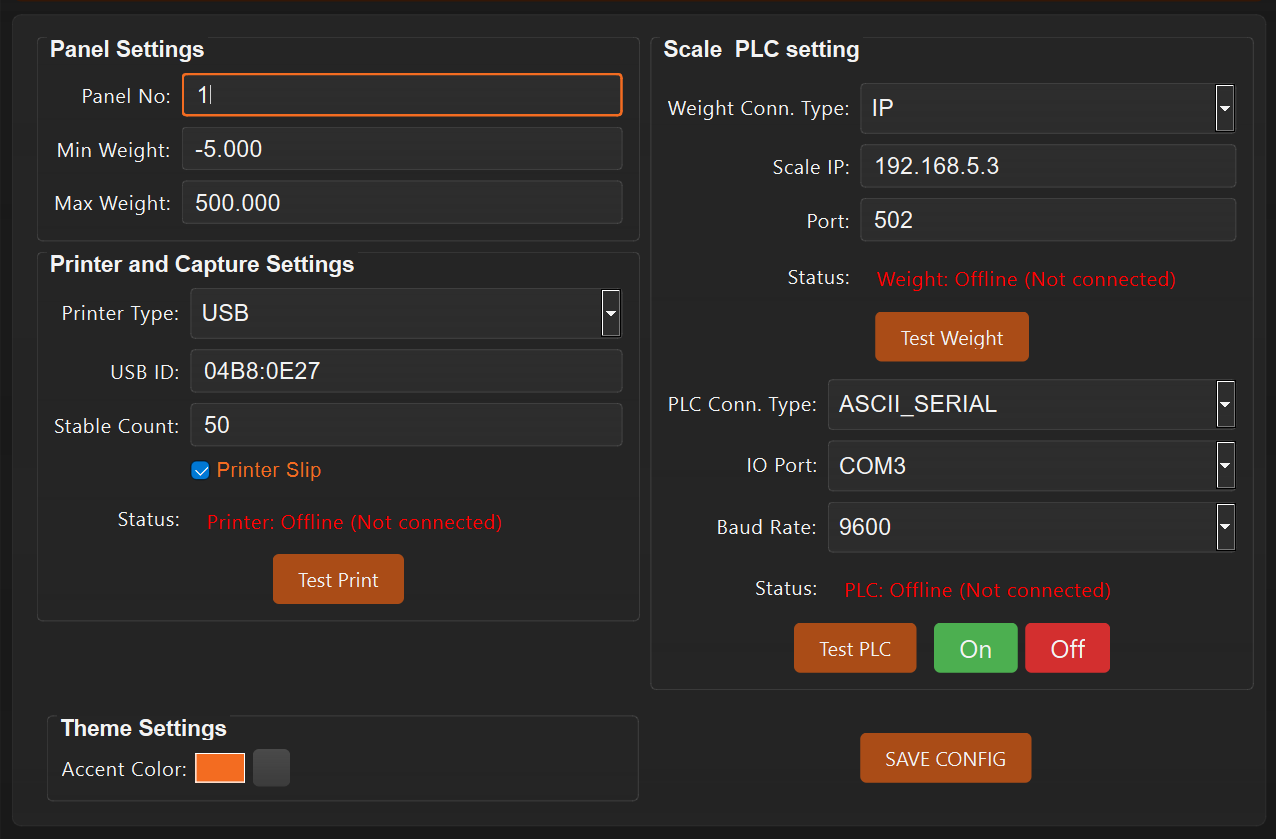 Panel Settings
Panel No: 1
Min Weight: -5.000
Max Weight: 500.000
Printer and Capture Settings
Printer Type: USB
USB ID: 04B8:0E27
Stable Count: 50
Printer Slip
Status: Printer: Offline (Not connected)
Test Print
Theme Settings
Accent Color:
Scale  PLC setting
Weight Conn. Type: IP
Scale IP: 192.168.5.3
Port: 502
Status: Weight: Offline (Not connected)
Test Weight
PLC Conn. Type: ASCII_SERIAL
IO Port: COM3
Baud Rate: 9600
Status: PLC: Offline (Not connected)
Test PLC On Off
SAVE CONFIG